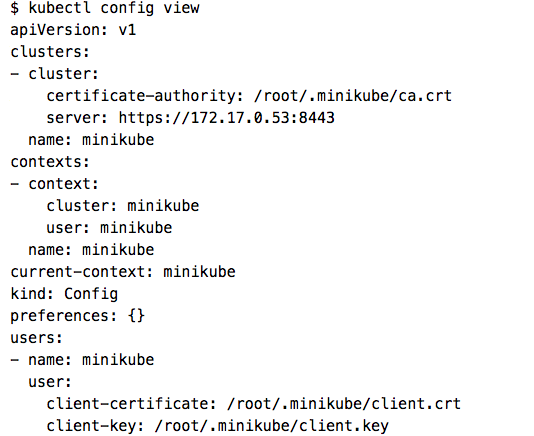 $ kubectl config view
apiVersion: v1
clusters:
- cluster:
    certificate-authority: /root/.minikube/ca.crt
    server: https://172.17.0.53:8443
  name: minikube
contexts:
- context:
    cluster: minikube
    user: minikube
  name: minikube
current-context: minikube
kind: Config
preferences: {}
users:
- name: minikube
  user:
    client-certificate: /root/.minikube/client.crt
    client-key: /root/.minikube/client.key